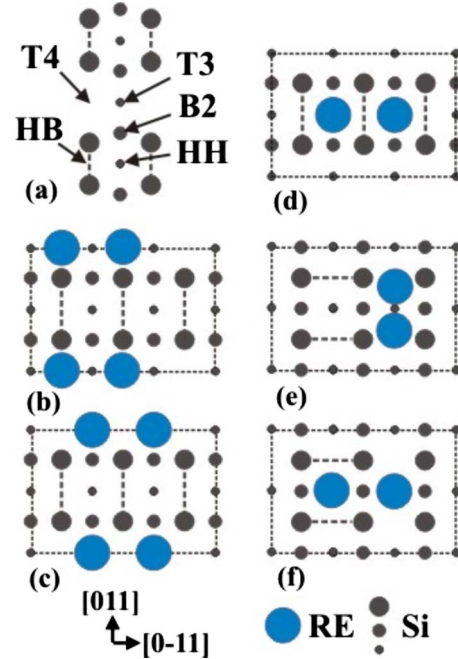 T4
T3
B2
HB
HH
(a)
(d)
(b)
(e)
(c)
(f)
[011]
[0-11]
RE
Si